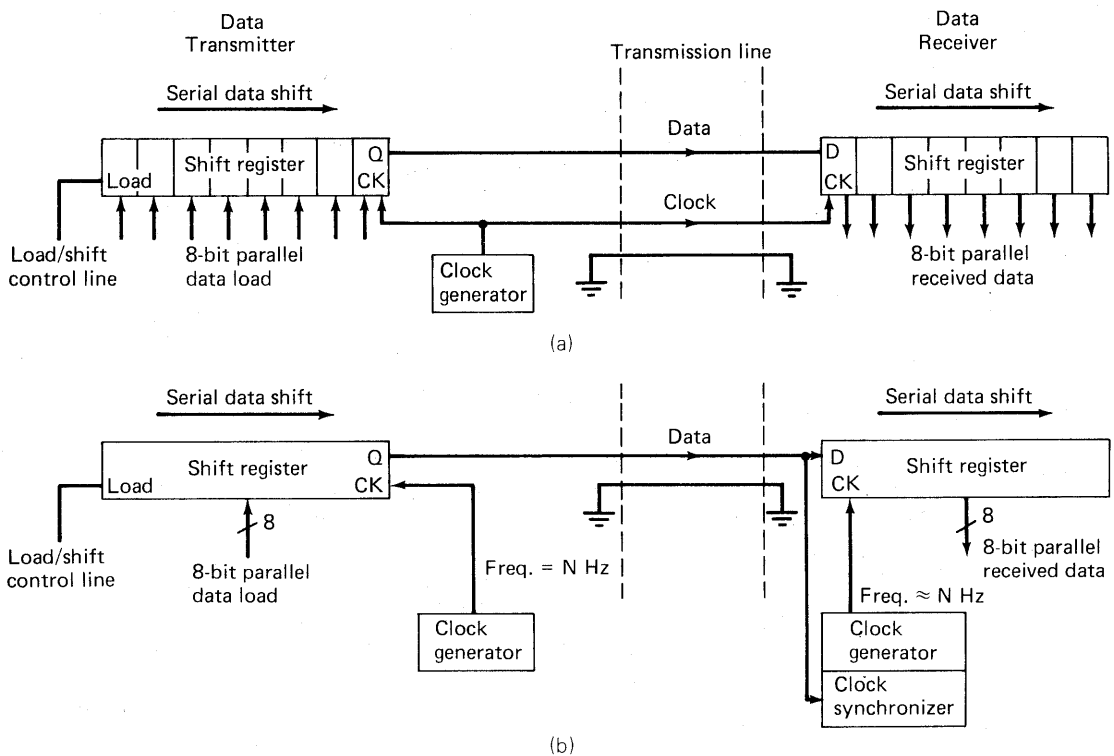 Data
Transmitter
Data
Receiver
Transmission line
Serial data shift
Serial data shift
Data
Q
D
Shift register
Shift register
Load
CK
CK
Clock
Load/shift
control line
8-bit parallel
data load
Clock
generator
8-bit parallel
received data
(a)
Serial data shift
Serial data shift
Data
Q
D
Shift register
Shift register
Load
CK
CK
8
8
Load/shift
control line
8-bit parallel
data load
Freq. = N Hz
8-bit parallel
received data
Freq. ≈ N Hz
Clock
generator
Clock
generator
Clock
synchronizer
(b)